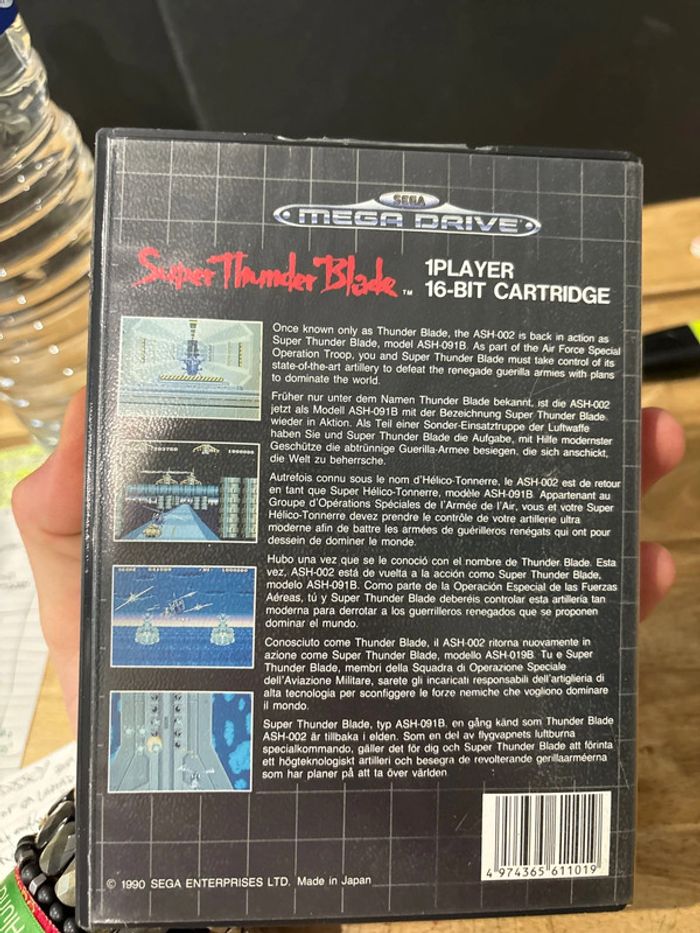 SEGA
MEGA DRIVE
Super Thunder Blade ™
1PLAYER
16-BIT CARTRIDGE
Once known only as Thunder Blade, the ASH-002 is back in action as
Super Thunder Blade, model ASH-091B. As part of the Air Force Special
Operation Troop, you and Super Thunder Blade must take control of its
state-of-the-art artillery to defeat the renegade guerilla armies with plans
to dominate the world.
Früher nur unter dem Namen Thunder Blade bekannt, ist die ASH-002
jetzt als Modell ASH-091B mit der Bezeichnung Super Thunder Blade
wieder in Aktion. Als Teil einer Sonder-Einsatztruppe der Luftwaffe
haben Sie und Super Thunder Blade die Aufgabe, mit Hilfe modernster
Geschütze die abtrünnige Guerilla-Armee besiegen, die sich anschickt,
die Welt zu beherrsche.
Autrefois connu sous le nom d'Hélico-Tonnerre, le ASH-002 est de retour
en tant que Super Hélico-Tonnerre, modèle ASH-091B. Appartenant au
Groupe d'Opérations Spéciales de l'Armée de l'Air, vous et votre Super
Hélico-Tonnerre devez prendre le contrôle de votre artillerie ultra
moderne afin de battre les armées de guérilleros renégats qui ont pour
dessein de dominer le monde.
Hubo una vez que se le conoció con el nombre de Thunder Blade. Esta
vez, ASH-002 está de vuelta a la acción como Super Thunder Blade,
modelo ASH-091B. Como parte de la Operación Especial de las Fuerzas
Aéreas, tú y Super Thunder Blade deberéis controlar esta artillería tan
moderna para derrotar a los guerrilleros renegados que se proponen
dominar el mundo.
Conosciuto come Thunder Blade, il ASH-002 ritorna nuovamente in
azione come Super Thunder Blade, modello ASH-019B. Tu e Super
Thunder Blade, membri della Squadra di Operazione Speciale
dell'Aviazione Militare, sarete gli incaricati responsabili dell'artiglieria di
alta tecnologia per sconfiggere le forze nemiche che vogliono dominare
il mondo.
Super Thunder Blade, typ ASH-091B, en gång känd som Thunder Blade
ASH-002 är tillbaka i elden. Som en del av flygvapnets luftburna
specialkommando, gäller det för dig och Super Thunder Blade att förinta
ett högteknologiskt artilleri och besegra de revolterande gerillaarméerna
som har planer på att ta över världen
4 974365 611019
© 1990 SEGA ENTERPRISES LTD. Made in Japan